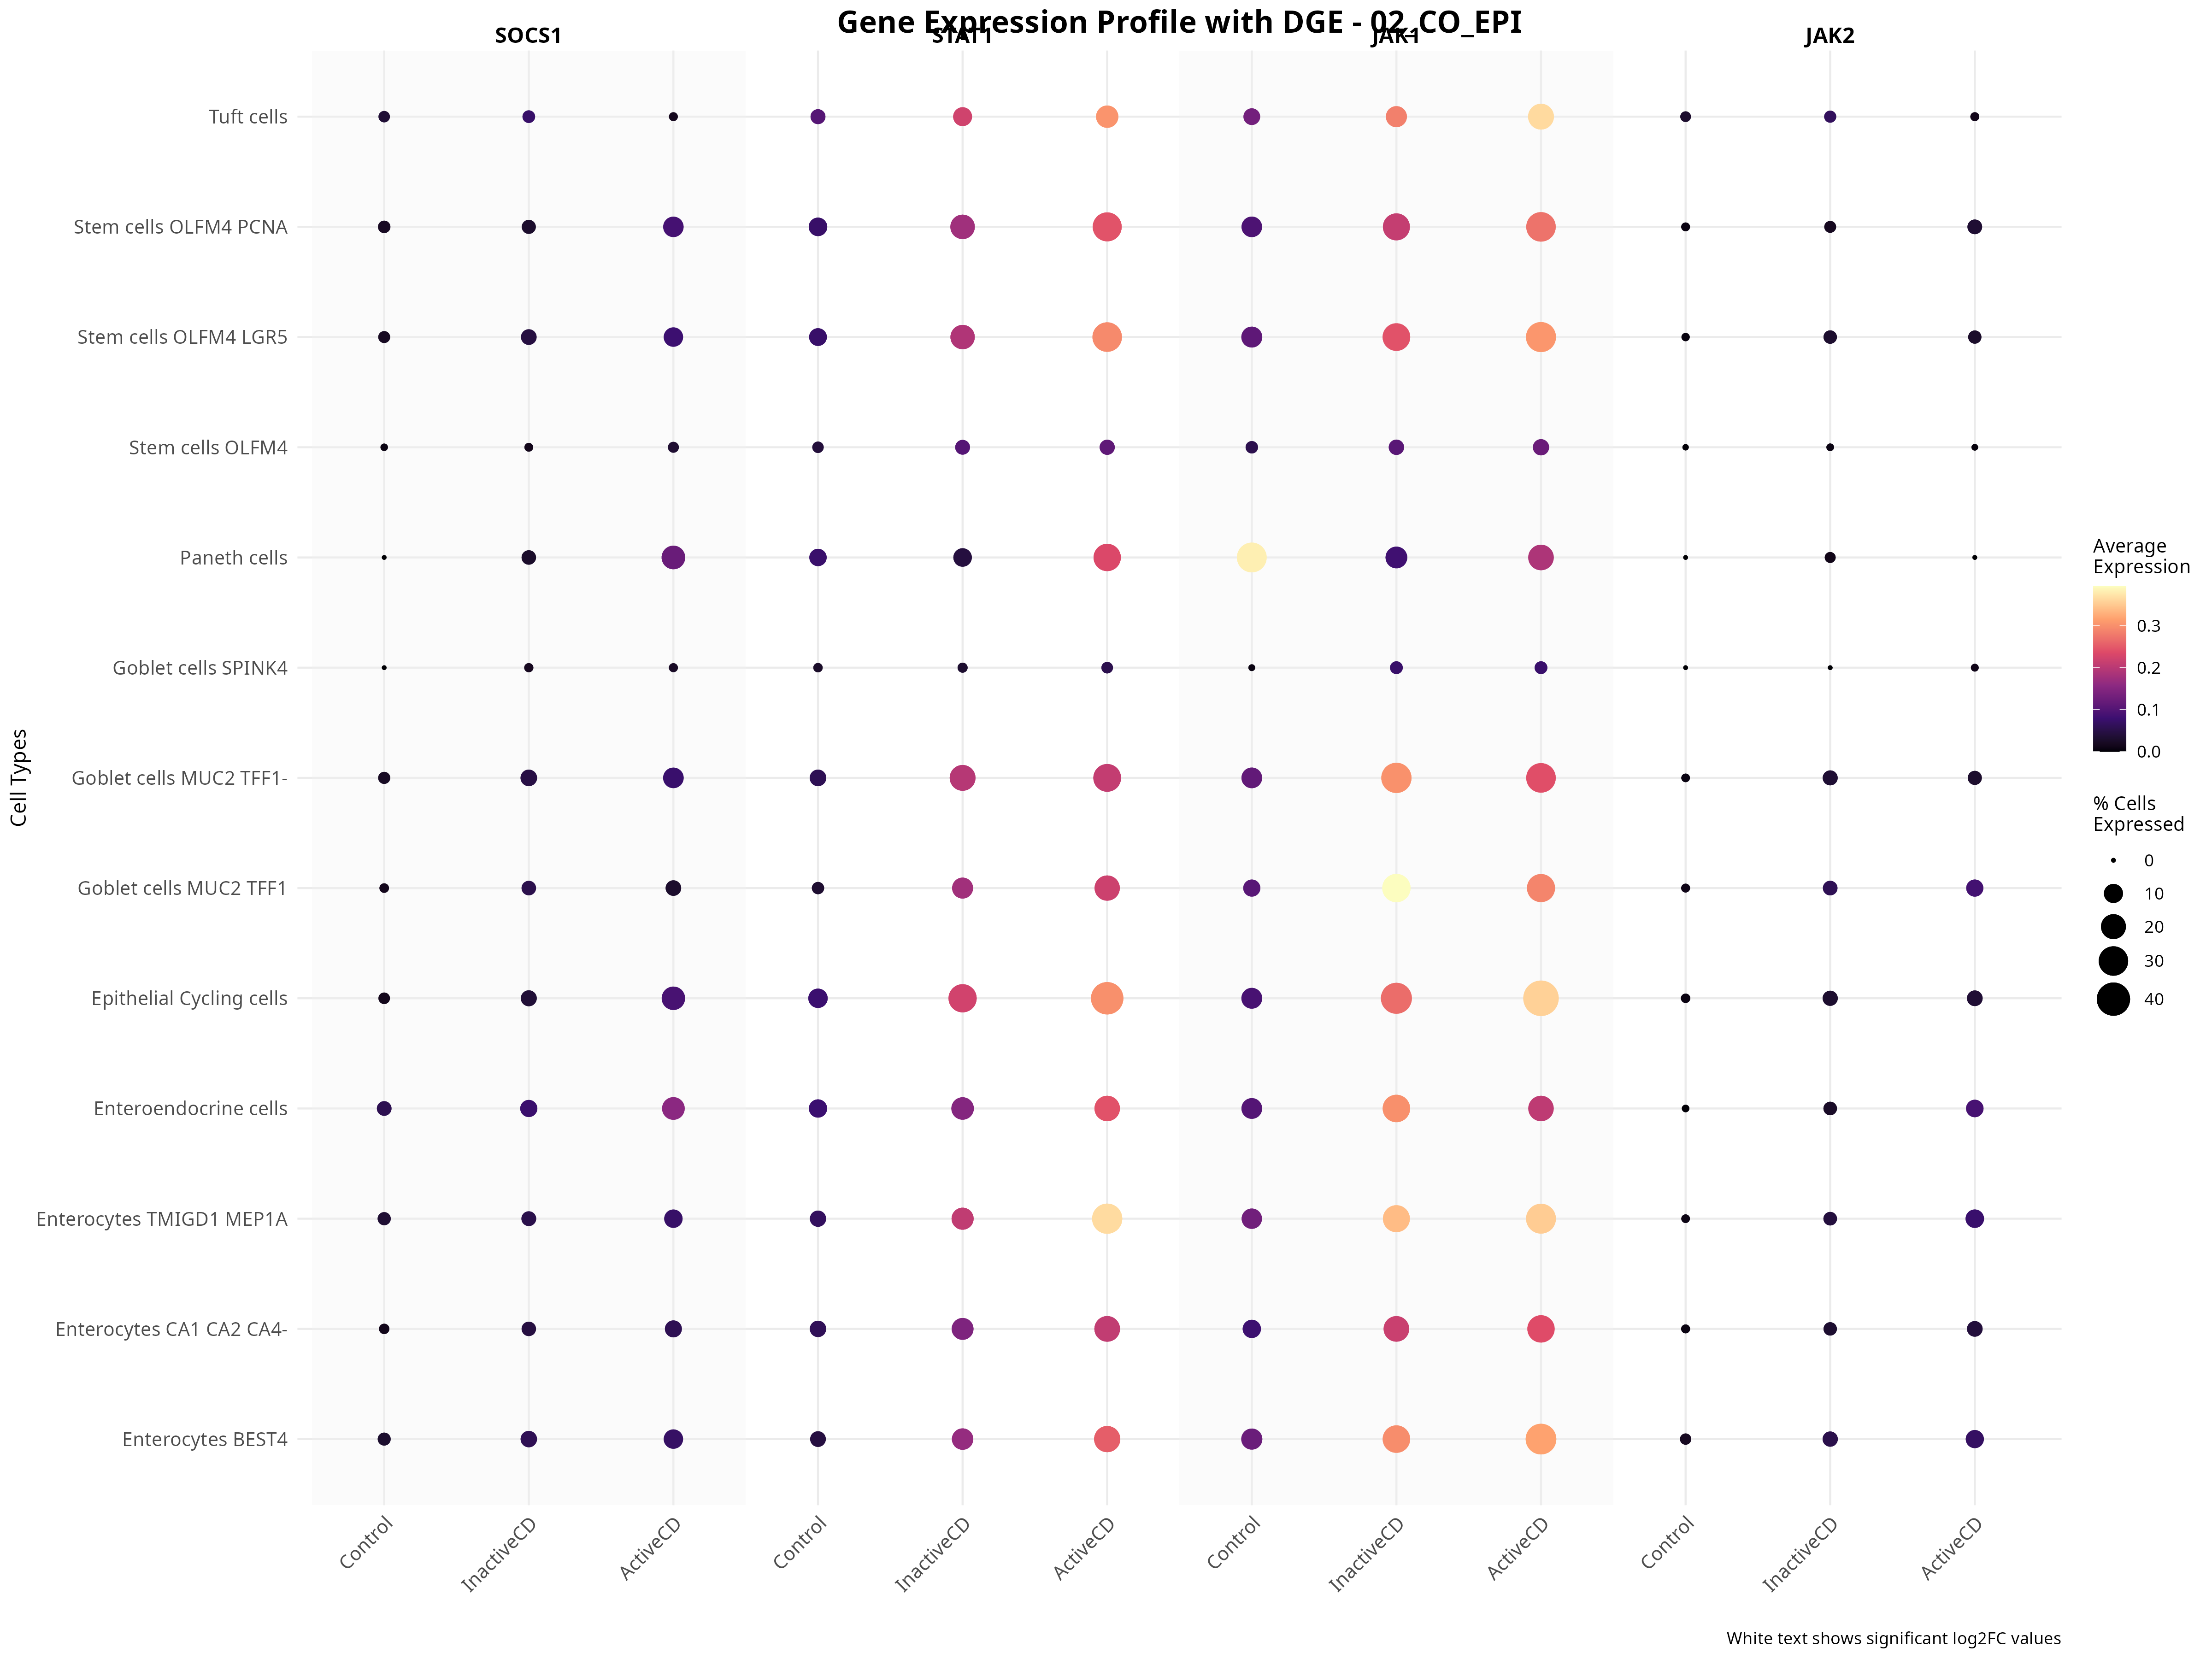 Gene Expression Profile with DGE - 02_CO_EPI
SOCS1
STAT1
JAK1
JAK2
Cell Types
Tuft cells
Stem cells OLFM4 PCNA
Stem cells OLFM4 LGR5
Stem cells OLFM4
Paneth cells
Goblet cells SPINK4
Goblet cells MUC2 TFF1-
Goblet cells MUC2 TFF1
Epithelial Cycling cells
Enteroendocrine cells
Enterocytes TMIGD1 MEP1A
Enterocytes CA1 CA2 CA4-
Enterocytes BEST4
Control
InactiveCD
ActiveCD
Control
InactiveCD
ActiveCD
Control
InactiveCD
ActiveCD
Control
InactiveCD
ActiveCD
Average
Expression
0.3
0.2
0.1
0.0
% Cells
Expressed
0
10
20
30
40
White text shows significant log2FC values